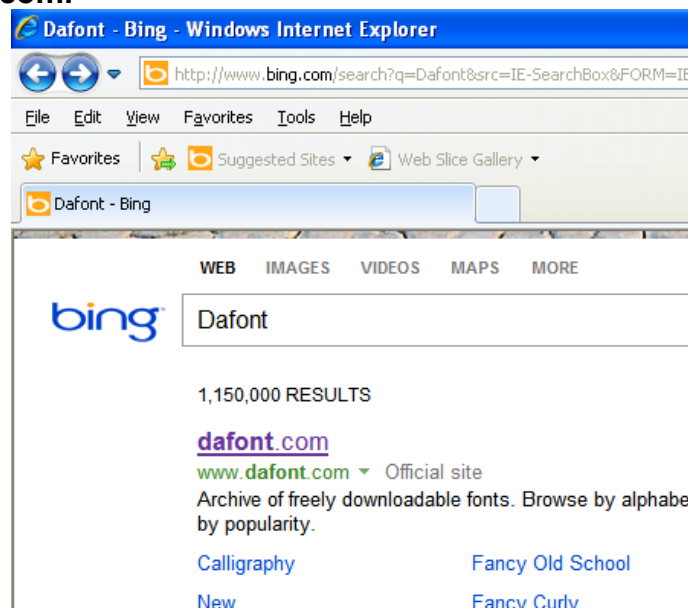 com.
Dafont - Bing - Windows Internet Explorer
http://www.bing.com/search?q=Dafont&src=IE-SearchBox&FORM=IE
File Edit View Favorites Tools Help
Favorites Suggested Sites Web Slice Gallery
Dafont - Bing
WEB IMAGES VIDEOS MAPS MORE
bing Dafont
1,150,000 RESULTS
dafont.com
www.dafont.com Official site
Archive of freely downloadable fonts. Browse by alphabe
by popularity.
Calligraphy Fancy Old School
New Fancy Curly